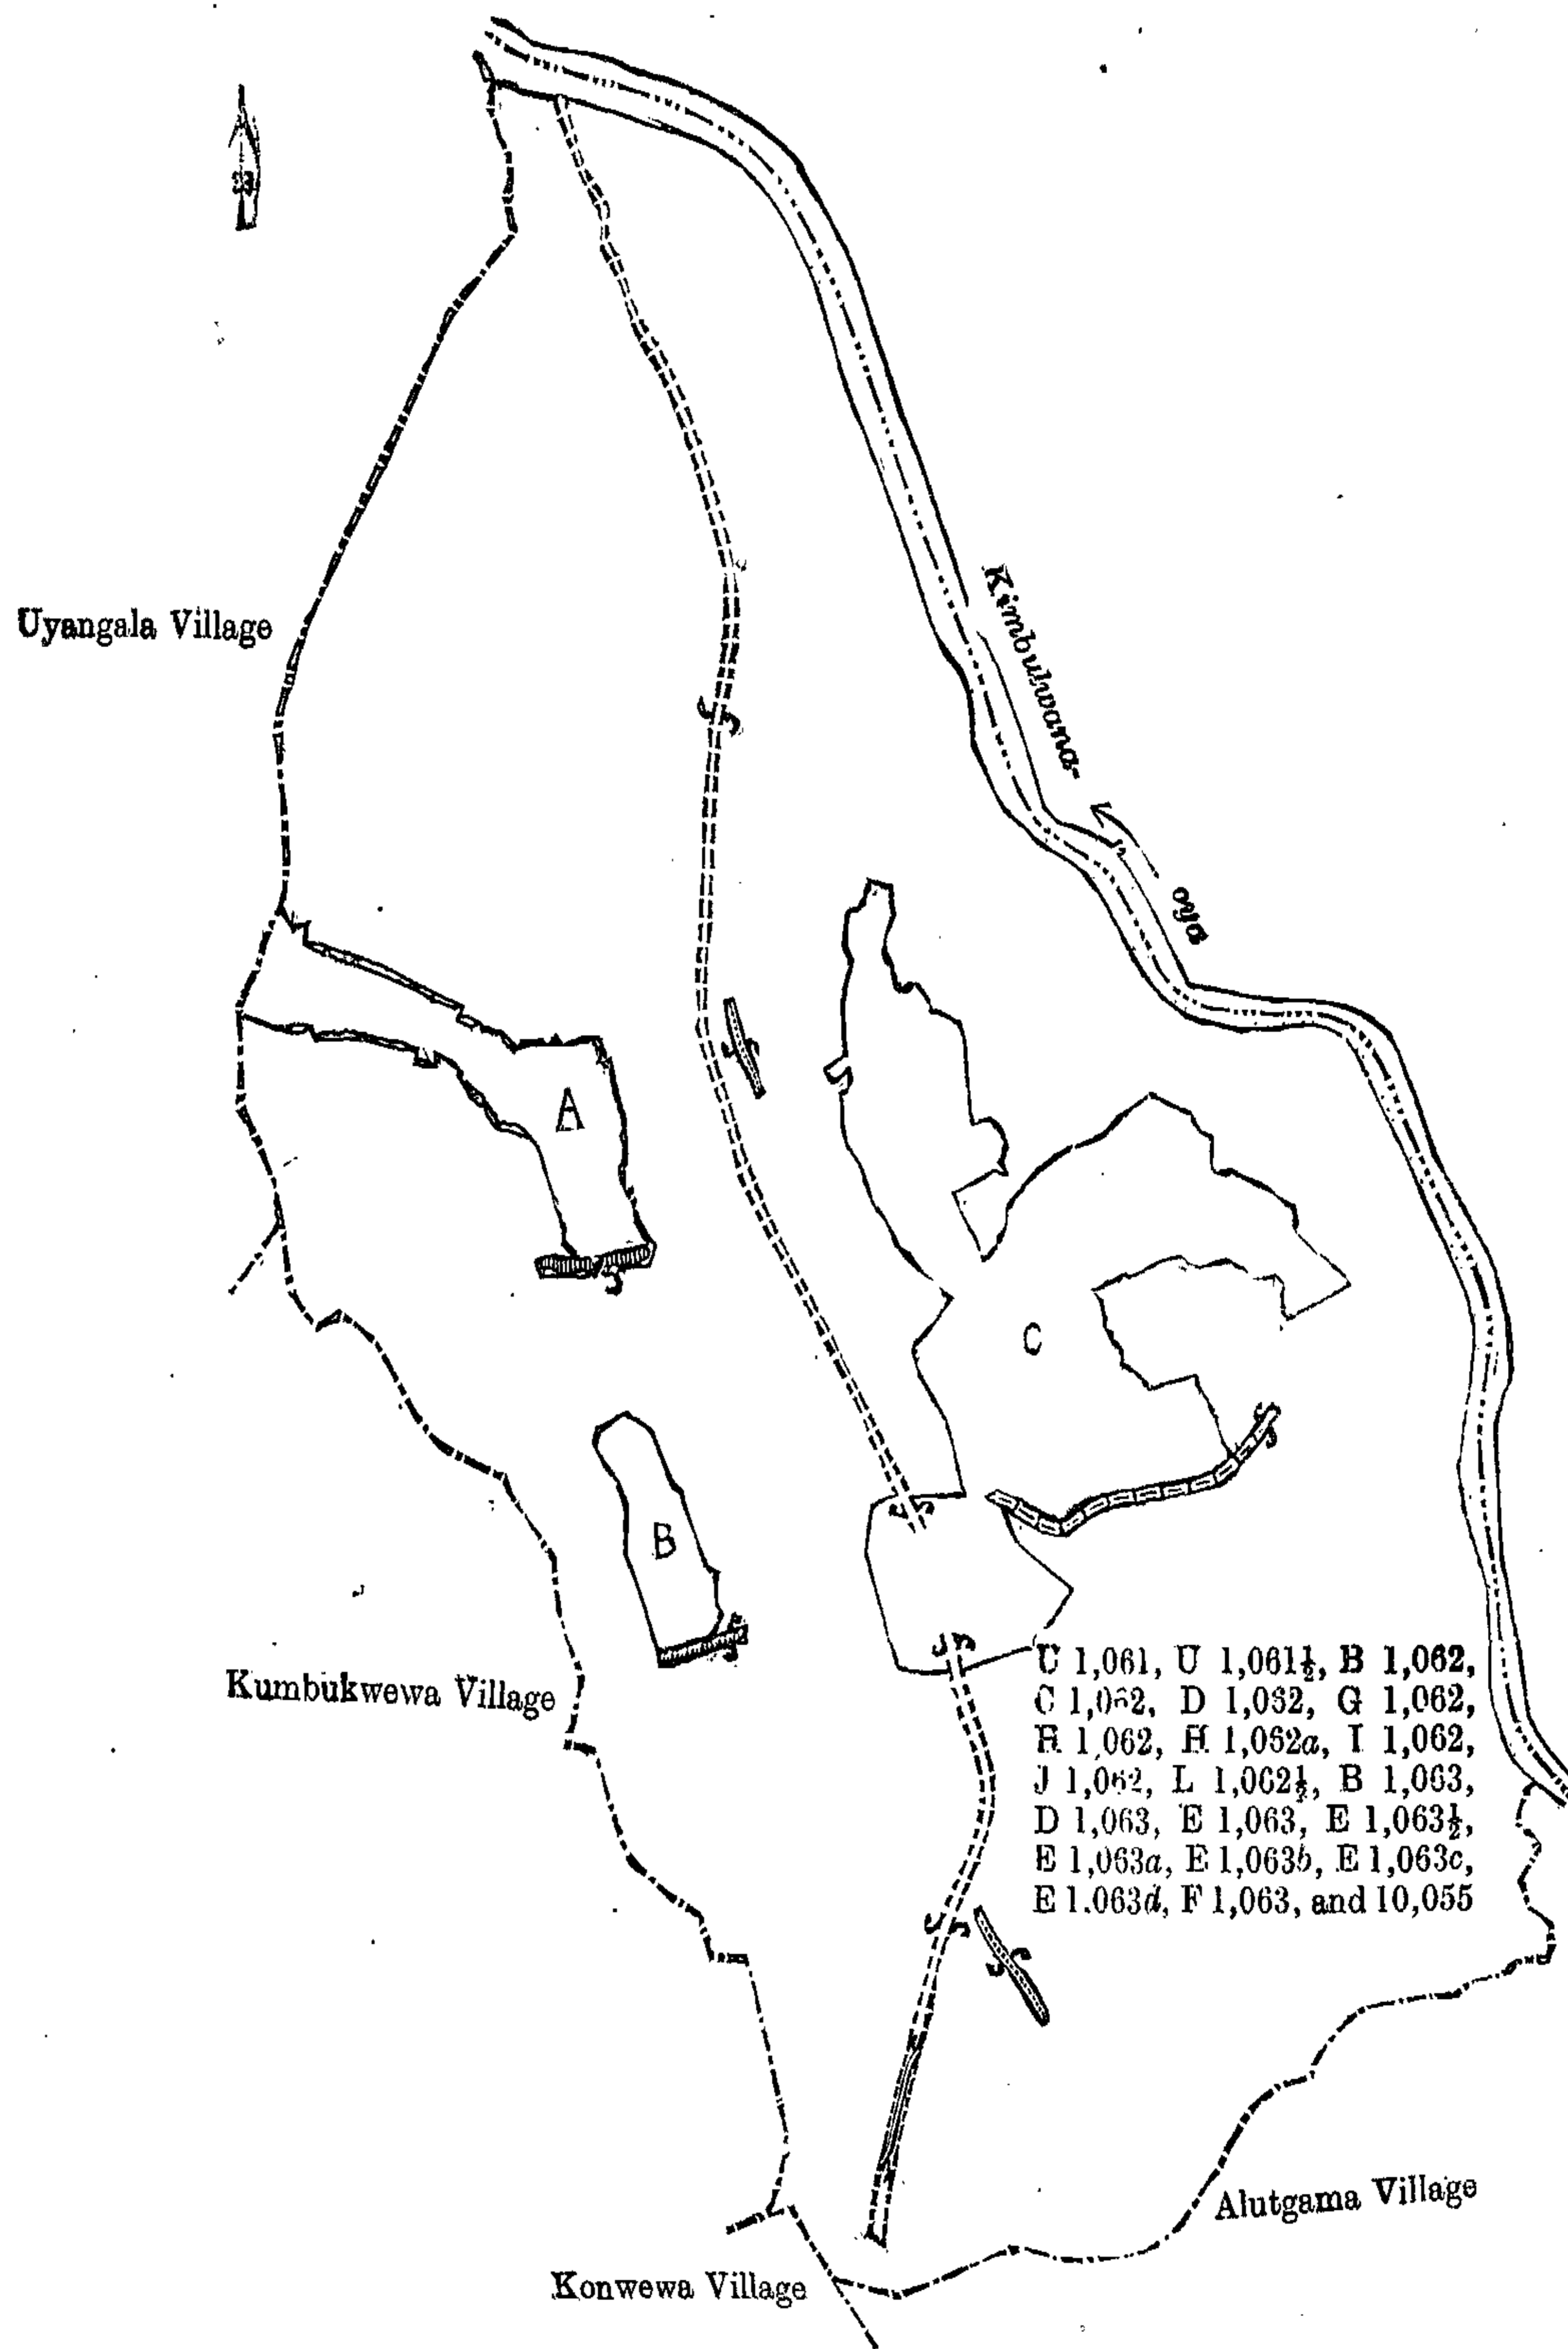 Uyangala Village
Kimbulwana
oya
A
C
B
Kumbukwewa Village
U 1,061, U 1,061½, B 1,062,
C 1,062, D 1,062, G 1,062,
H 1,062, H 1,062a, I 1,062,
J 1,062, L 1,062½, B 1,063,
D 1,063, E 1,063, E 1,063½,
E 1,063a, E 1,063b, E 1,063c,
E 1.063d, F 1,063, and 10,055
Alutgama Village
Konwewa Village